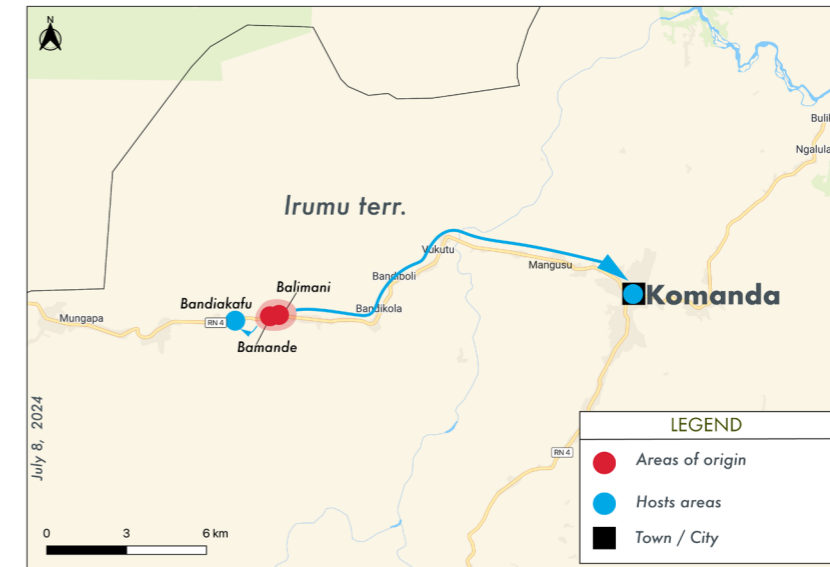 N
Buli
Ngalula
Irumu terr.
Vukutu
Mangusu
Bandiboli
Balimani
Bandiakafu
Komanda
Bandikola
Mungapa
RN 4
Bamande
July 8, 2024
RN 4
LEGEND
Areas of origin
Hosts areas
Town / City
0 3 6 km